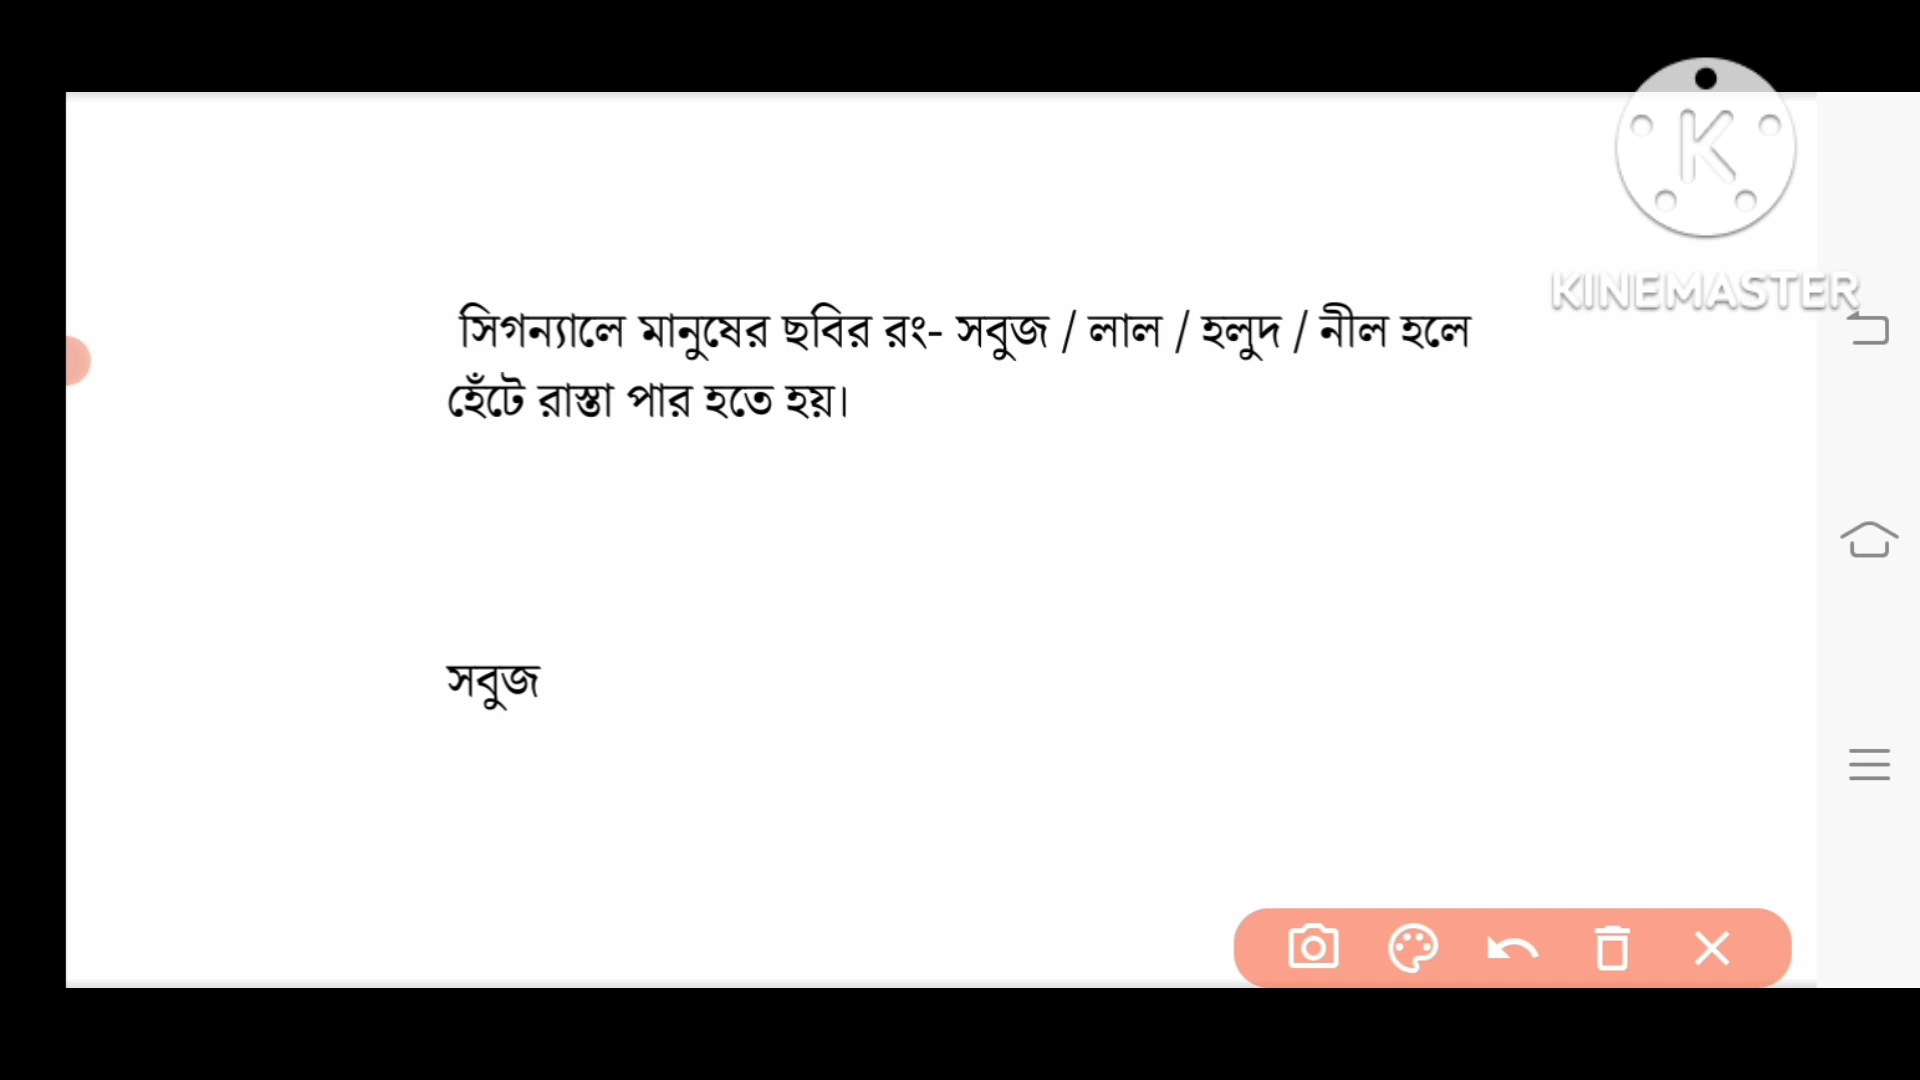 সিগন্যালে মানুষের ছবির রং- সবুজ / লাল / হলুদ / নীল হলে
হেঁটে রাস্তা পার হতে হয়।
সবুজ
K
KINEMASTER